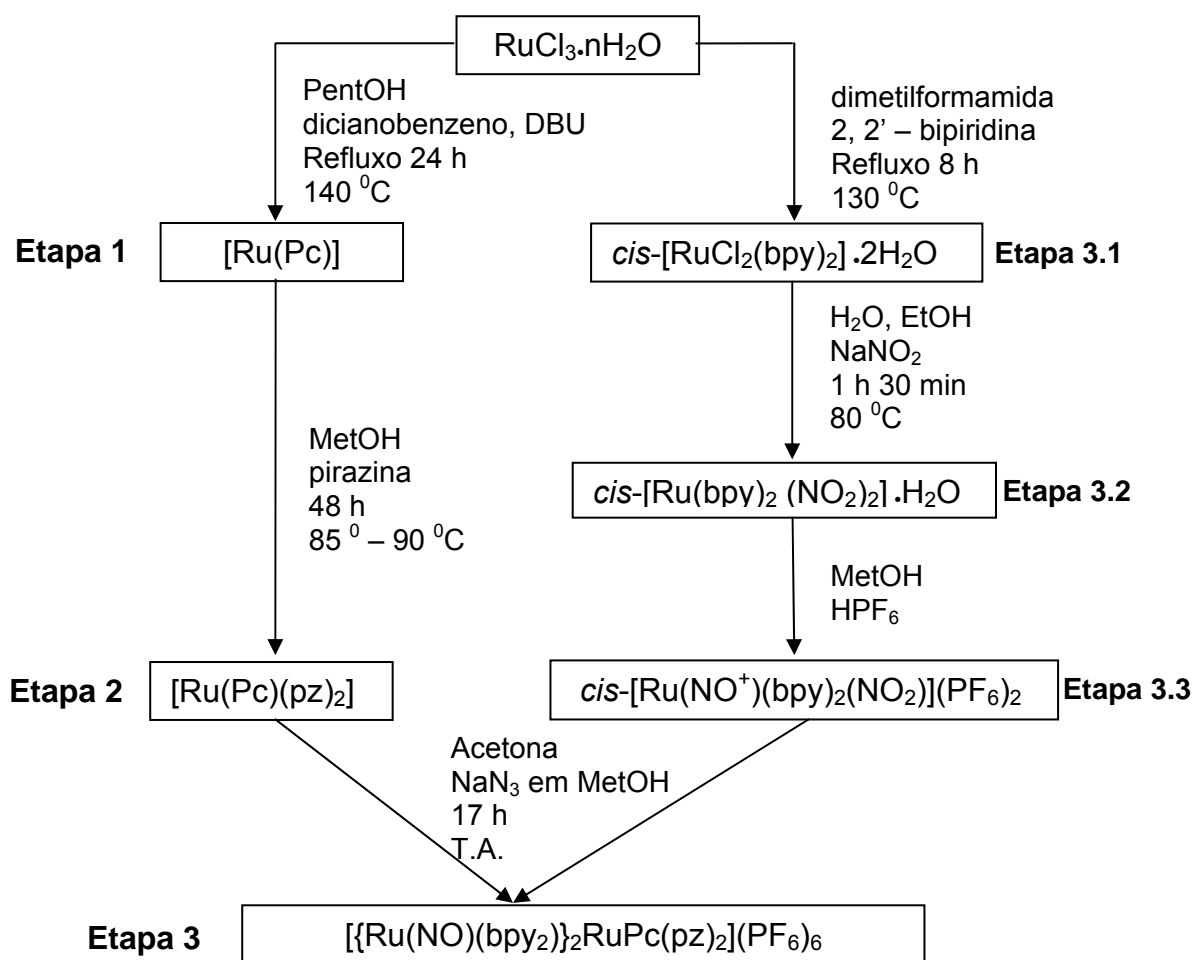 RuCl₃.nH₂O
PentOH
dicianobenzeno, DBU
Refluxo 24 h
140 ⁰C
dimetilformamida
2, 2’ – bipiridina
Refluxo 8 h
130 ⁰C
Etapa 1
[Ru(Pc)]
cis-[RuCl₂(bpy)₂].2H₂O
Etapa 3.1
H₂O, EtOH
NaNO₂
1 h 30 min
80 ⁰C
MetOH
pirazina
48 h
85 ⁰ – 90 ⁰C
cis-[Ru(bpy)₂ (NO₂)₂].H₂O
Etapa 3.2
MetOH
HPF₆
Etapa 2
[Ru(Pc)(pz)₂]
cis-[Ru(NO⁺)(bpy)₂(NO₂)](PF₆)₂
Etapa 3.3
Acetona
NaN₃ em MetOH
17 h
T.A.
Etapa 3
[{Ru(NO)(bpy₂)}₂RuPc(pz)₂](PF₆)₆